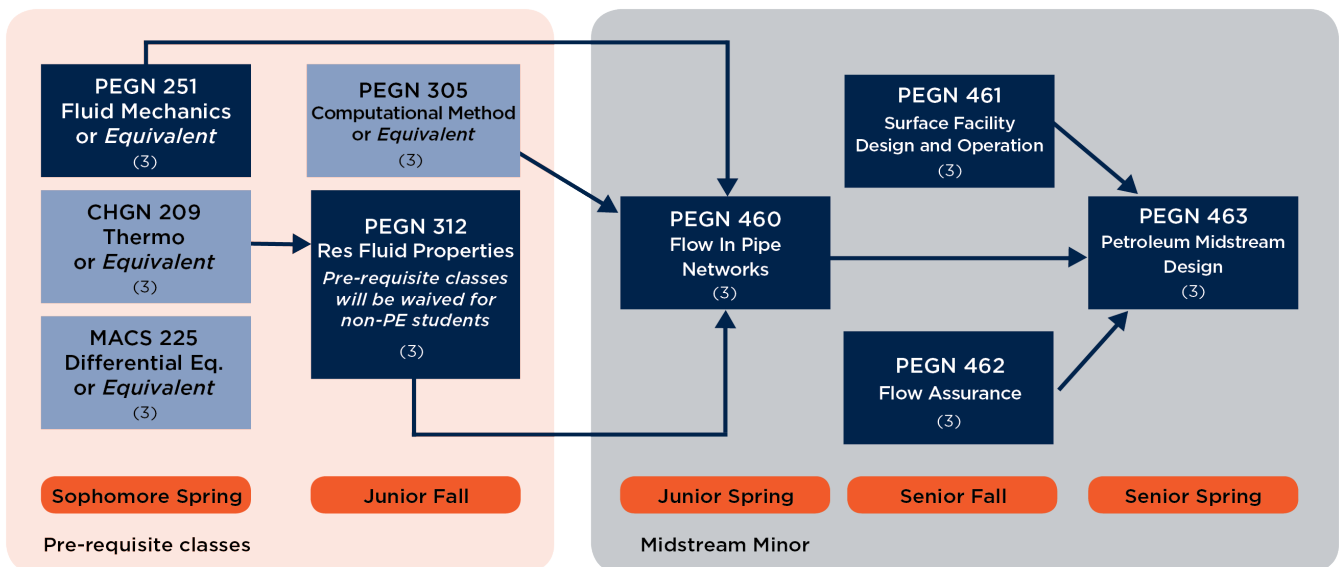 PEGN 251
Fluid Mechanics
or Equivalent
(3)
CHGN 209
Thermo
or Equivalent
(3)
MACS 225
Differential Eq.
or Equivalent
(3)
Sophomore Spring
PEGN 305
Computational Method
or Equivalent
(3)
PEGN 312
Res Fluid Properties
Pre-requisite classes
will be waived for
non-PE students
(3)
Junior Fall
Pre-requisite classes
PEGN 460
Flow In Pipe
Networks
(3)
Junior Spring
PEGN 461
Surface Facility
Design and Operation
(3)
PEGN 462
Flow Assurance
(3)
Senior Fall
PEGN 463
Petroleum Midstream
Design
(3)
Senior Spring
Midstream Minor